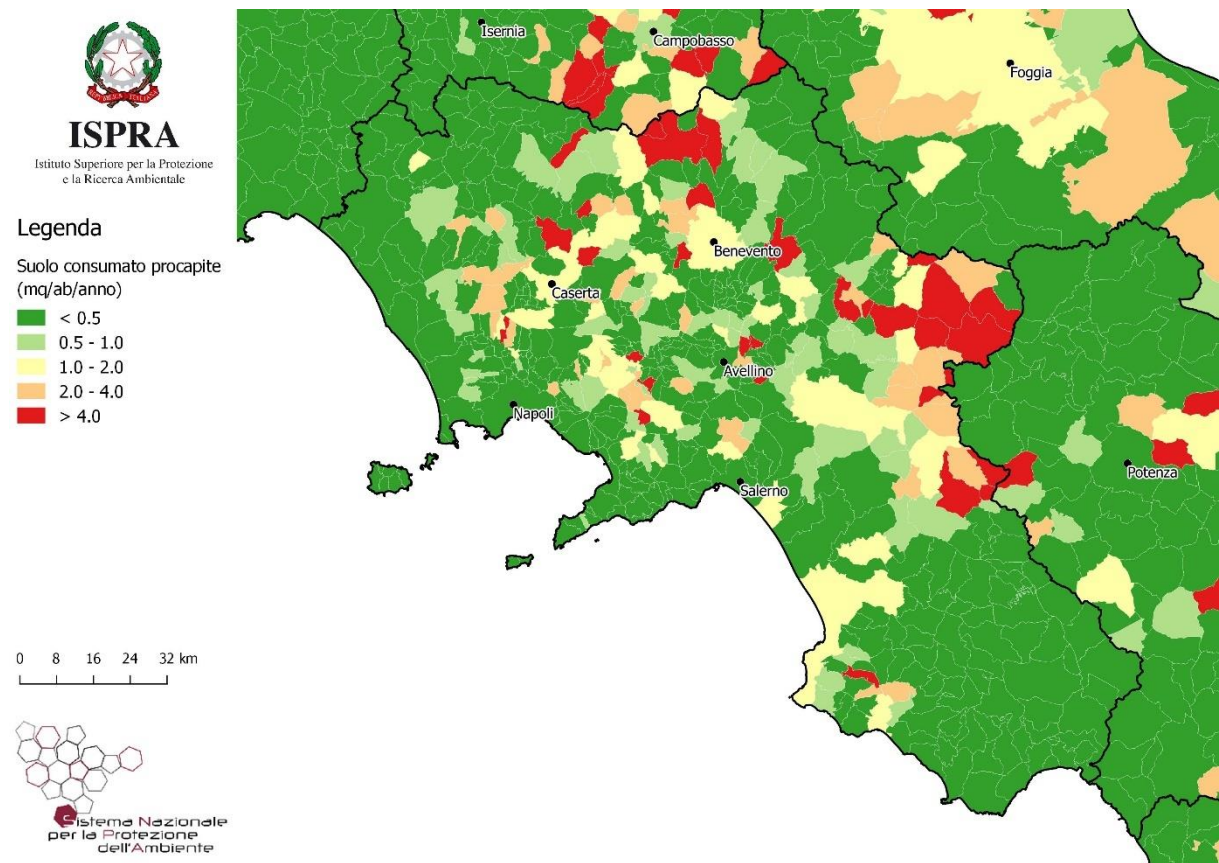 ISPRA
Istituto Superiore per la Protezione
e la Ricerca Ambientale
Legenda
Suolo consumato procapite
(mq/ab/anno)
< 0.5
0.5 - 1.0
1.0 - 2.0
2.0 - 4.0
> 4.0
Isernia
Campobasso
Foggia
Benevento
Caserta
Avellino
Napoli
Potenza
Salerno
0 8 16 24 32 km
Sistema Nazionale
per la Protezione
dell'Ambiente